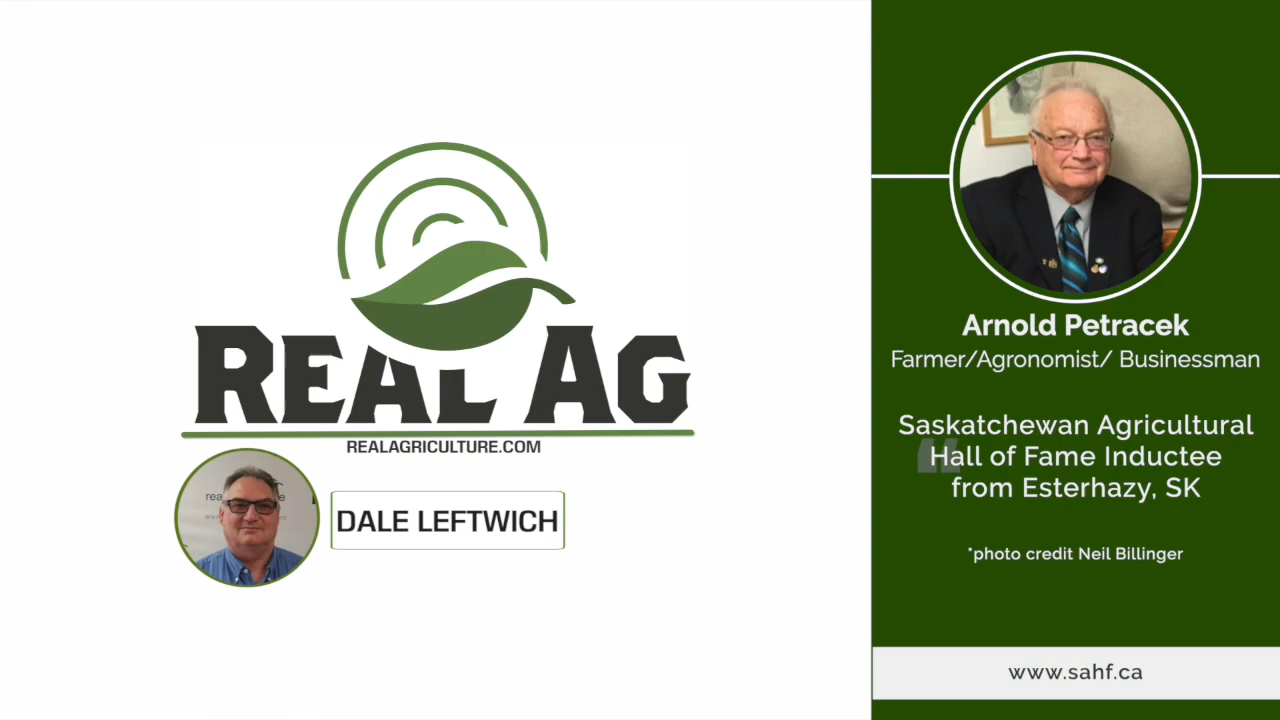 REAL AG
REALAGRICULTURE.COM
DALE LEFTWICH
Arnold Petracek
Farmer/Agronomist/ Businessman
Saskatchewan Agricultural
Hall of Fame Inductee
from Esterhazy, SK
*photo credit Neil Billinger
www.sahf.ca